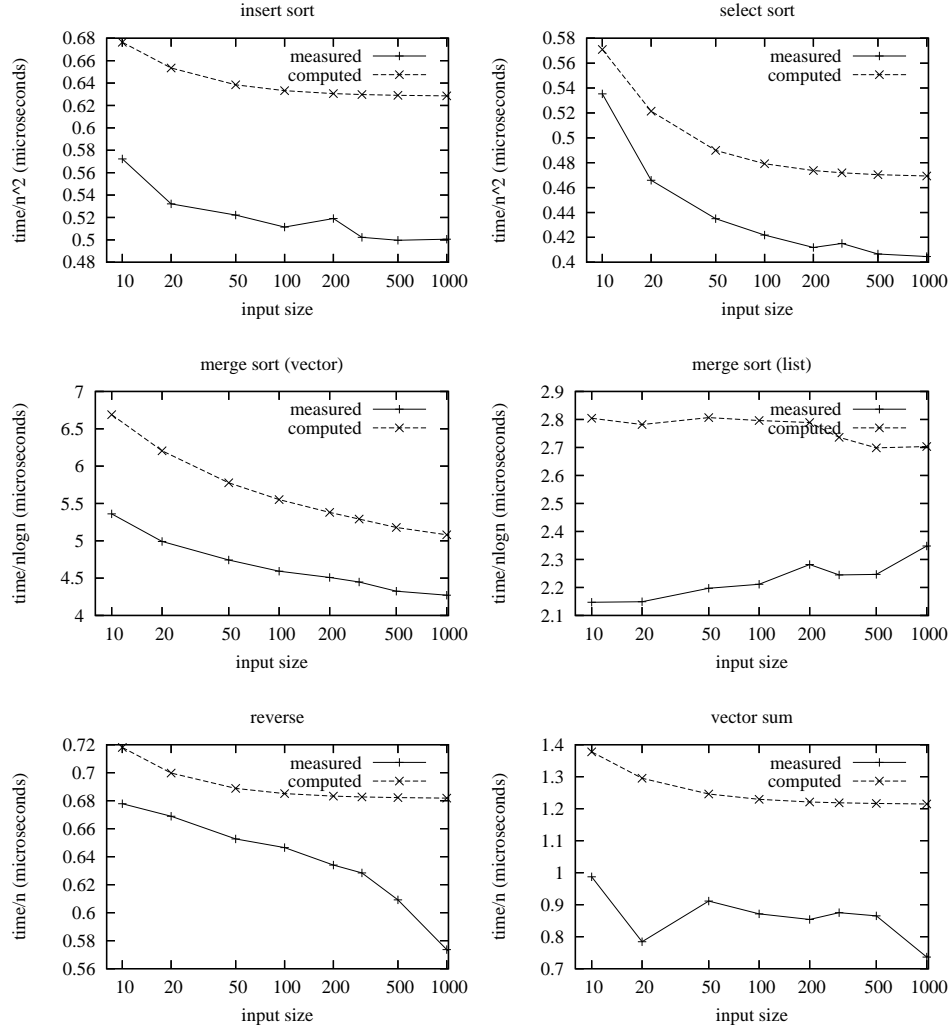 insert sort
time/n^2 (microseconds)
0.68
0.66
0.64
0.62
0.6
0.58
0.56
0.54
0.52
0.5
0.48
measured
computed
10 20 50 100 200 500 1000
input size
select sort
time/n^2 (microseconds)
0.58
0.56
0.54
0.52
0.5
0.48
0.46
0.44
0.42
0.4
measured
computed
10 20 50 100 200 500 1000
input size
merge sort (vector)
time/nlogn (microseconds)
7
6.5
6
5.5
5
4.5
4
measured
computed
10 20 50 100 200 500 1000
input size
merge sort (list)
time/nlogn (microseconds)
2.9
2.8
2.7
2.6
2.5
2.4
2.3
2.2
2.1
measured
computed
10 20 50 100 200 500 1000
input size
reverse
time/n (microseconds)
0.72
0.7
0.68
0.66
0.64
0.62
0.6
0.58
0.56
measured
computed
10 20 50 100 200 500 1000
input size
vector sum
time/n (microseconds)
1.4
1.3
1.2
1.1
1
0.9
0.8
0.7
measured
computed
10 20 50 100 200 500 1000
input size